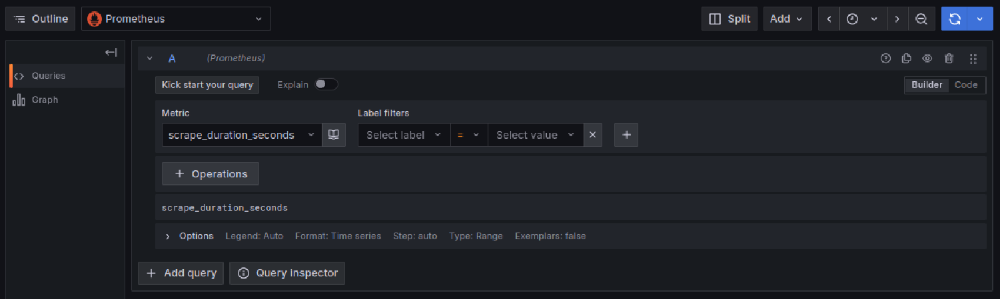 Outline
Prometheus
Split
Add
Queries
Graph
A (Prometheus)
Kick start your query
Explain
Builder Code
Metric
Label filters
scrape_duration_seconds
Select label = Select value
Operations
scrape_duration_seconds
Options Legend: Auto Format: Time series Step: auto Type: Range Exemplars: false
Add query
Query inspector